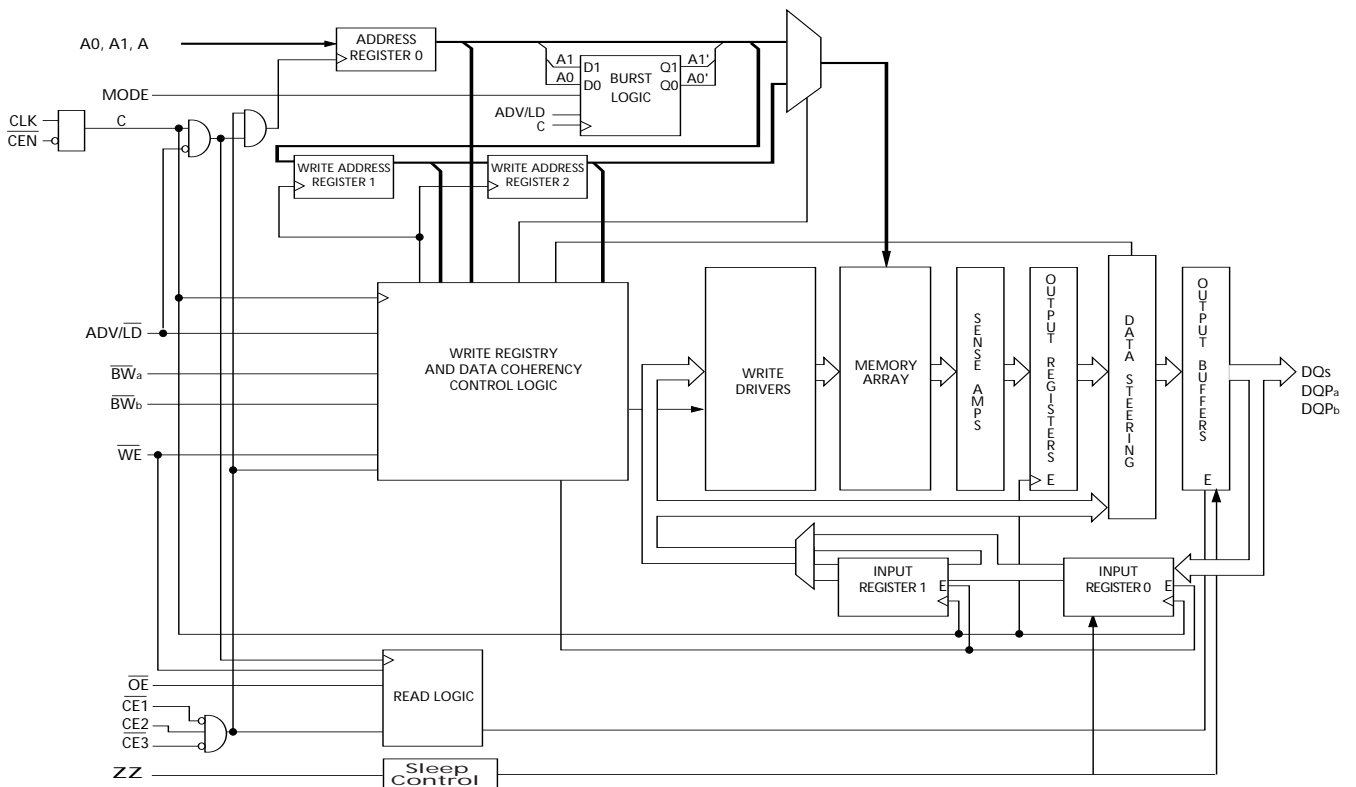 A0, A1, A
ADDRESS
REGISTER 0
A1
A0
D1
D0
BURST
LOGIC
Q1
Q0
A1'
A0'
MODE
ADV/LD
C
CLK
CEN
C
WRITE ADDRESS
REGISTER 1
WRITE ADDRESS
REGISTER 2
ADV/LD
BWa
BWb
WE
WRITE REGISTRY
AND DATA COHERENCY
CONTROL LOGIC
WRITE
DRIVERS
MEMORY
ARRAY
SENSE AMPS
OUTPUT REGISTERS
E
DATA STEERING
OUTPUT BUFFERS
E
DQs
DQPa
DQPb
INPUT
REGISTER 1
E
INPUT
REGISTER 0
E
OE
CE1
CE2
CE3
READ LOGIC
ZZ
Sleep
Control